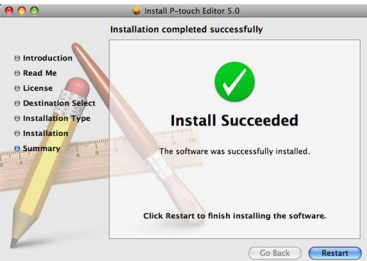 Install P-touch Editor 5.0
Installation completed successfully
Introduction
Read Me
License
Destination Select
Installation Type
Installation
Summary
Install Succeeded
The software was successfully installed.
Click Restart to finish installing the software.
Go Back
Restart